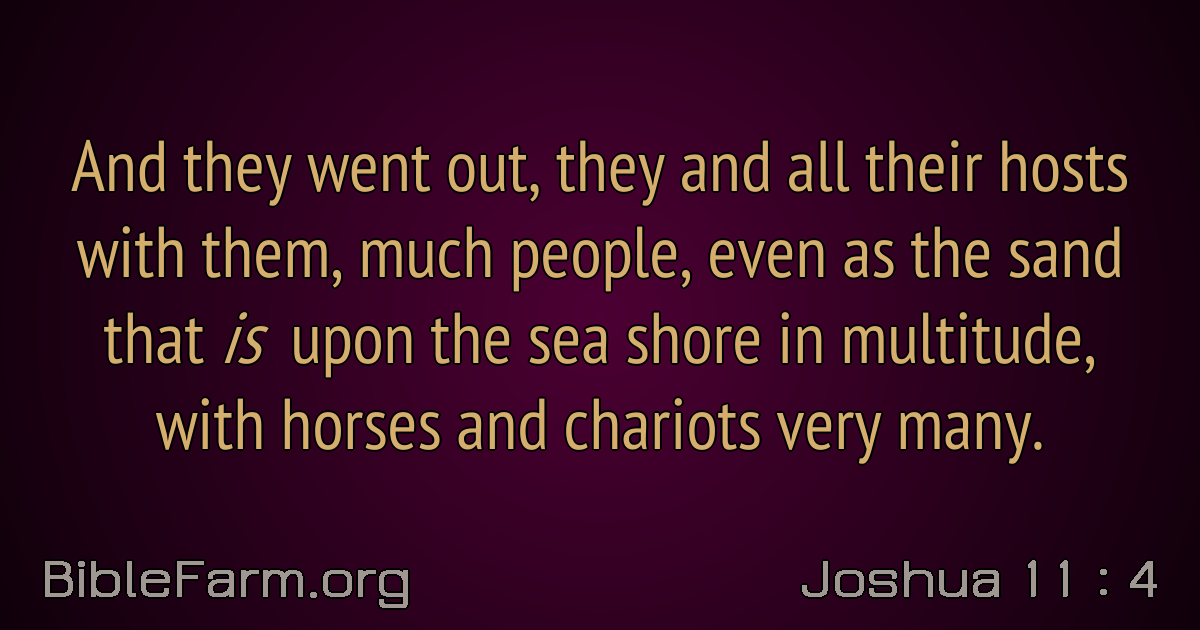 And they went out, they and all their hosts
with them, much people, even as the sand
that is upon the sea shore in multitude,
with horses and chariots very many.
BibleFarm.org
Joshua 11 : 4